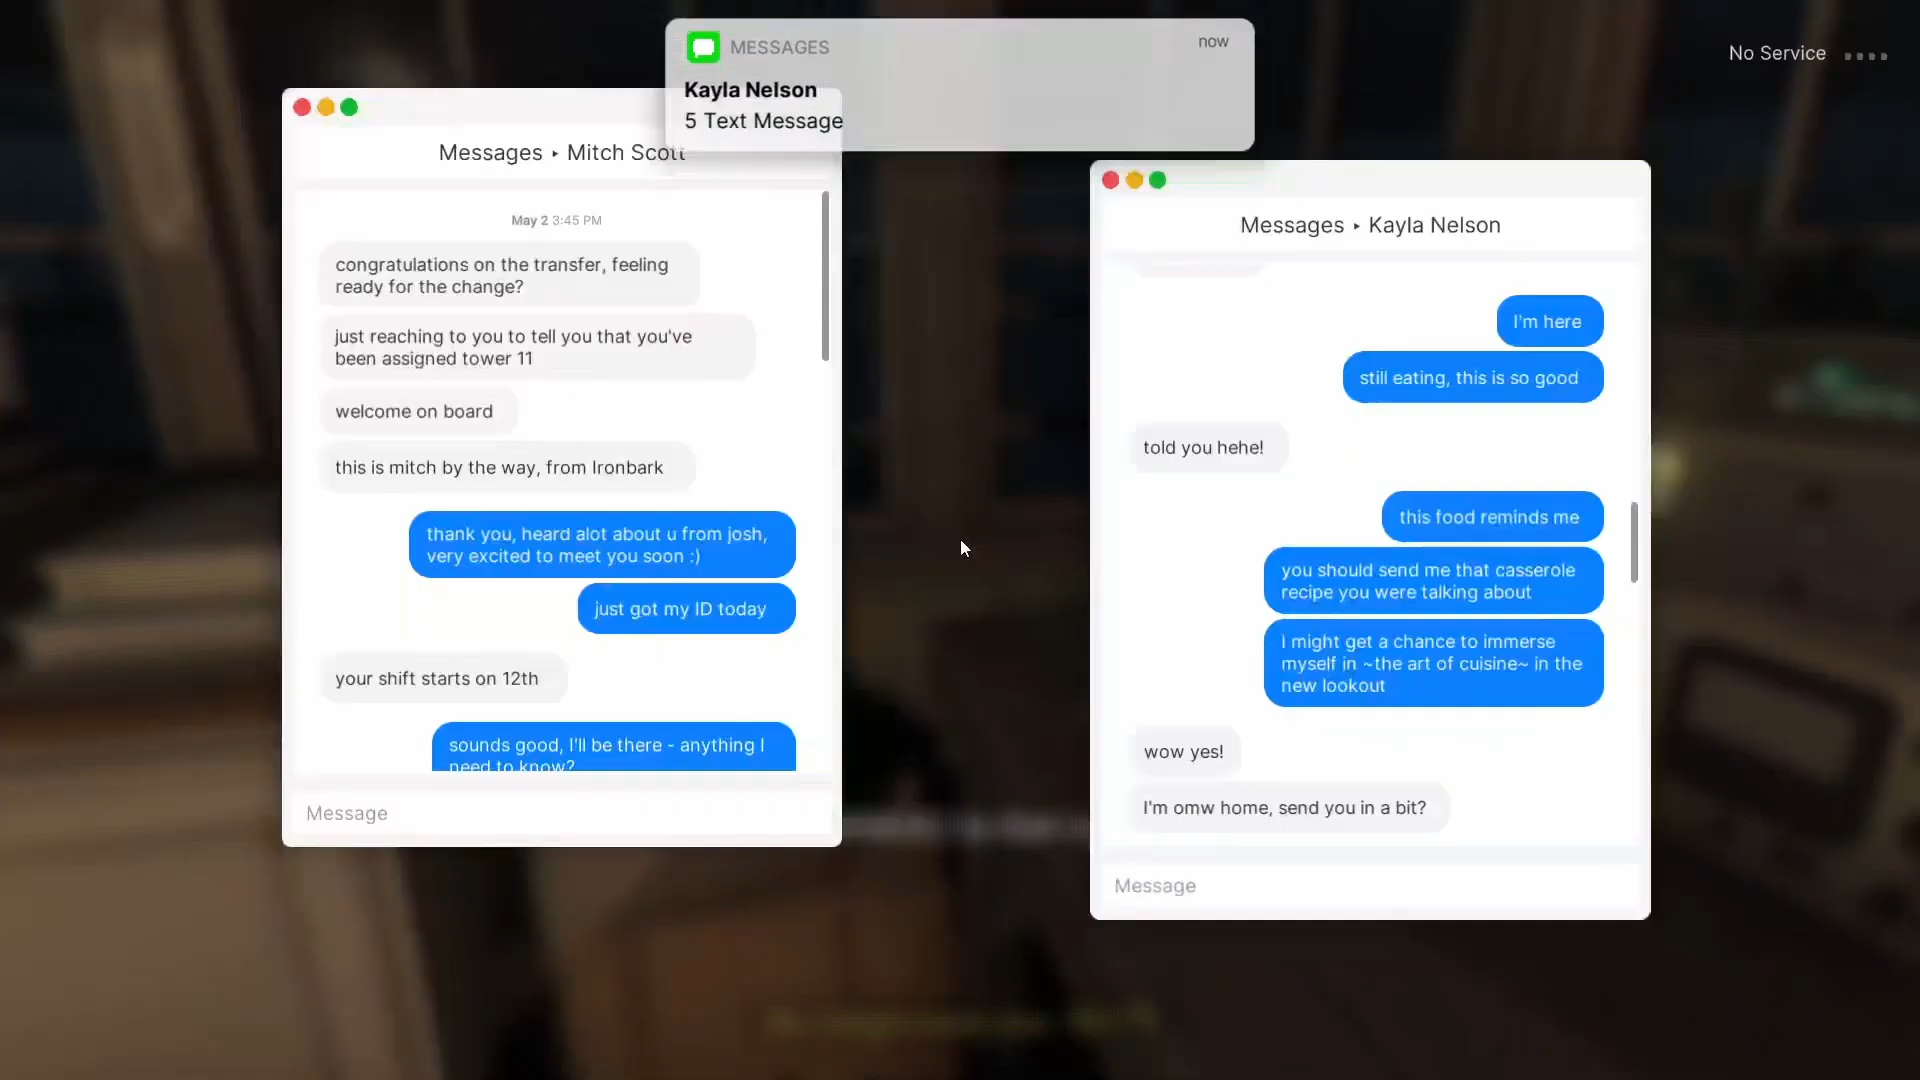 MESSAGES
now
Kayla Nelson
5 Text Message
No Service
Messages ‣ Mitch Scott
May 2 3:45 PM
congratulations on the transfer, feeling
ready for the change?
just reaching to you to tell you that you've
been assigned tower 11
welcome on board
this is mitch by the way, from Ironbark
thank you, heard alot about u from josh,
very excited to meet you soon :)
just got my ID today
your shift starts on 12th
sounds good, I'll be there - anything I
need to know?
Message
Messages ‣ Kayla Nelson
I'm here
still eating, this is so good
told you hehe!
this food reminds me
you should send me that casserole
recipe you were talking about
I might get a chance to immerse
myself in ~the art of cuisine~ in the
new lookout
wow yes!
I'm omw home, send you in a bit?
Message